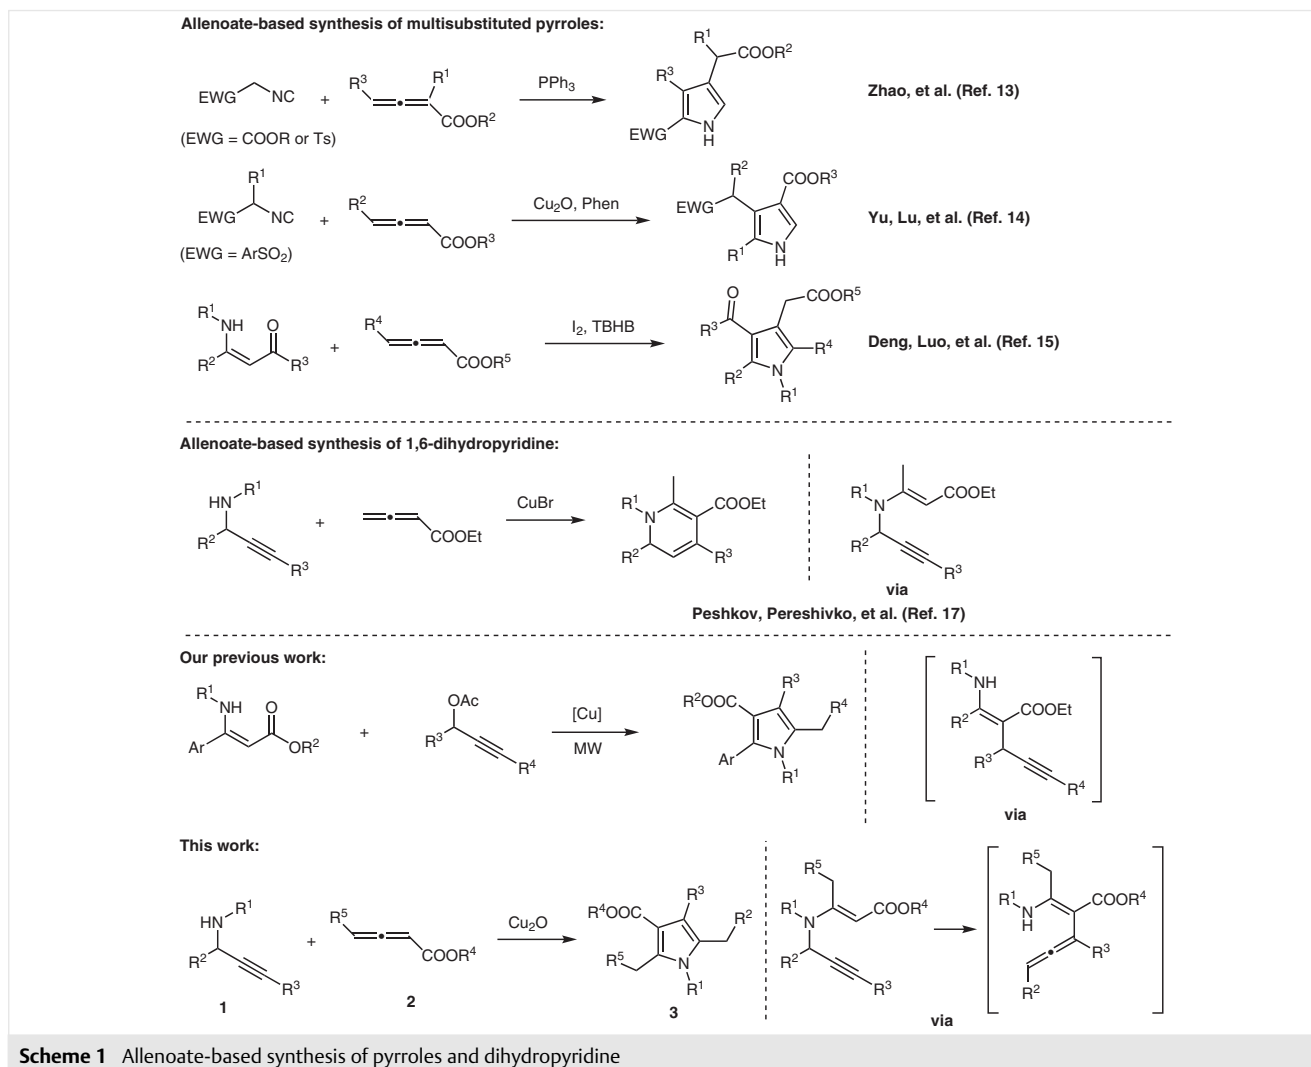 Allenoate-based synthesis of multisubstituted pyrroles:
EWG NC
(EWG = COOR or Ts)
+
R³ R¹ COOR²
PPh₃
R¹ COOR² R³ EWG N H
Zhao, et al. (Ref. 13)
R¹ EWG NC
(EWG = ArSO₂)
+
R² COOR³
Cu₂O, Phen
R² COOR³ EWG R¹ N H
Yu, Lu, et al. (Ref. 14)
R¹ NH O R² R³
+
R⁴ COOR⁵
I₂, TBHB
O R³ COOR⁵ R⁴ R² N R¹
Deng, Luo, et al. (Ref. 15)
Allenoate-based synthesis of 1,6-dihydropyridine:
HN R¹ R² R³
+
COOEt
CuBr
R¹ N COOEt R² R³
R¹ N COOEt R² R³
via
Peshkov, Pereshivko, et al. (Ref. 17)
Our previous work:
R¹ NH O Ar OR²
+
OAc R³ R⁴
[Cu]
MW
R²OOC R³ R⁴ Ar N R¹
R¹ NH COOEt R² R³ R⁴
via
This work:
HN R¹ R² R³
1
+
R⁵ COOR⁴
2
Cu₂O
R⁴OOC R³ R² R⁵ N R¹
3
R⁵ R¹ N COOR⁴ R² R³
via
R⁵ R¹ N H COOR⁴ R³ R²
Scheme 1 Allenoate-based synthesis of pyrroles and dihydropyridine